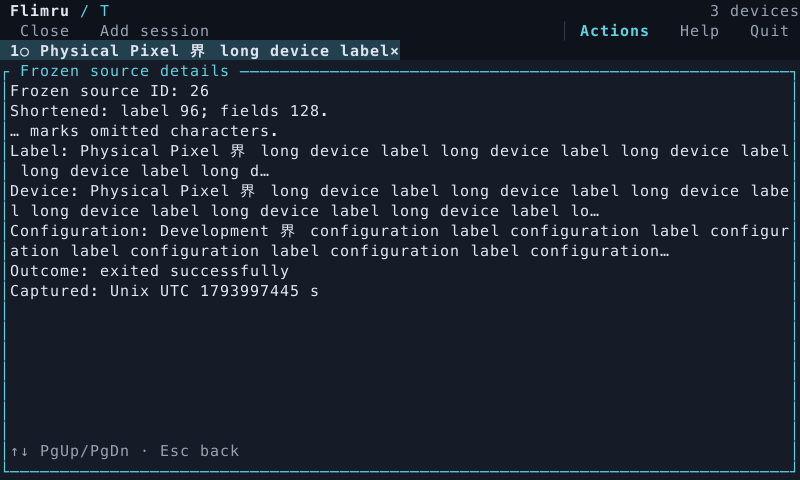 Flimru / T 3 devices
Close Add session │ Actions Help Quit
1○ Physical Pixel 界 long device label×
Frozen source details
Frozen source ID: 26
Shortened: label 96; fields 128.
… marks omitted characters.
Label: Physical Pixel 界 long device label long device label long device label
long device label long d…
Device: Physical Pixel 界 long device label long device label long device labe
l long device label long device label long device label lo…
Configuration: Development 界 configuration label configuration label configur
ation label configuration label configuration label configuration…
Outcome: exited successfully
Captured: Unix UTC 1793997445 s
↑↓ PgUp/PgDn · Esc back